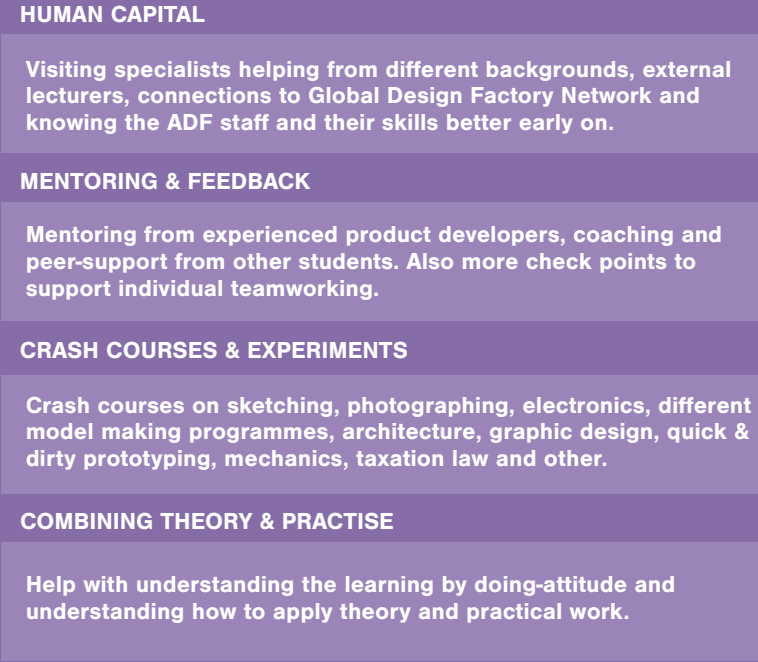 HUMAN CAPITAL
Visiting specialists helping from different backgrounds, external
lecturers, connections to Global Design Factory Network and
knowing the ADF staff and their skills better early on.
MENTORING & FEEDBACK
Mentoring from experienced product developers, coaching and
peer-support from other students. Also more check points to
support individual teamworking.
CRASH COURSES & EXPERIMENTS
Crash courses on sketching, photographing, electronics, different
model making programmes, architecture, graphic design, quick &
dirty prototyping, mechanics, taxation law and other.
COMBINING THEORY & PRACTISE
Help with understanding the learning by doing-attitude and
understanding how to apply theory and practical work.